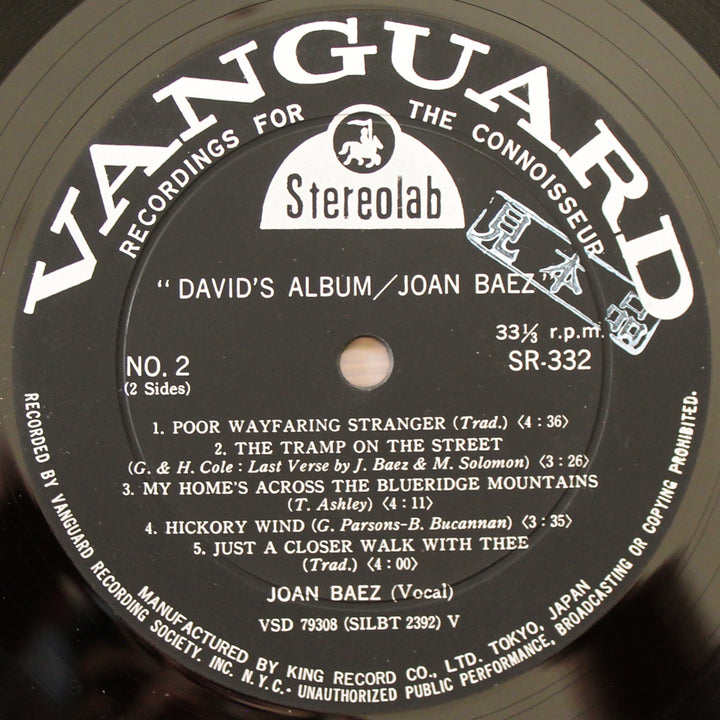 VANGUARD
RECORDINGS FOR THE CONNOISSEUR
Stereolab
見本品
“DAVID'S ALBUM/JOAN BAEZ”
33⅓ r.p.m.
NO. 2
SR-332
(2 Sides)
1. POOR WAYFARING STRANGER (Trad.) 〈4 : 36〉
2. THE TRAMP ON THE STREET
(G. & H. Cole : Last Verse by J. Baez & M. Solomon) 〈3 : 26〉
3. MY HOME'S ACROSS THE BLUERIDGE MOUNTAINS
(T. Ashley) 〈4 : 11〉
4. HICKORY WIND (G. Parsons-B. Bucannan) 〈3 : 35〉
5. JUST A CLOSER WALK WITH THEE
(Trad.) 〈4 : 00〉
JOAN BAEZ (Vocal)
VSD 79308 (SILBT 2392) V
MANUFACTURED BY KING RECORD CO., LTD. TOKYO, JAPAN
RECORDED BY VANGUARD RECORDING SOCIETY. INC. N.Y.C.· UNAUTHORIZED PUBLIC PERFORMANCE, BROADCASTING OR COPYING PROHIBITED.